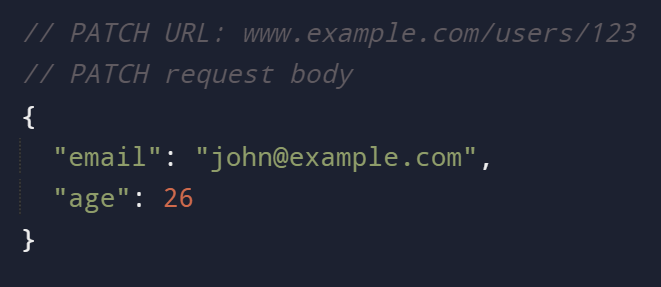 // PATCH URL: www.example.com/users/123
// PATCH request body
{
  "email": "john@example.com",
  "age": 26
}